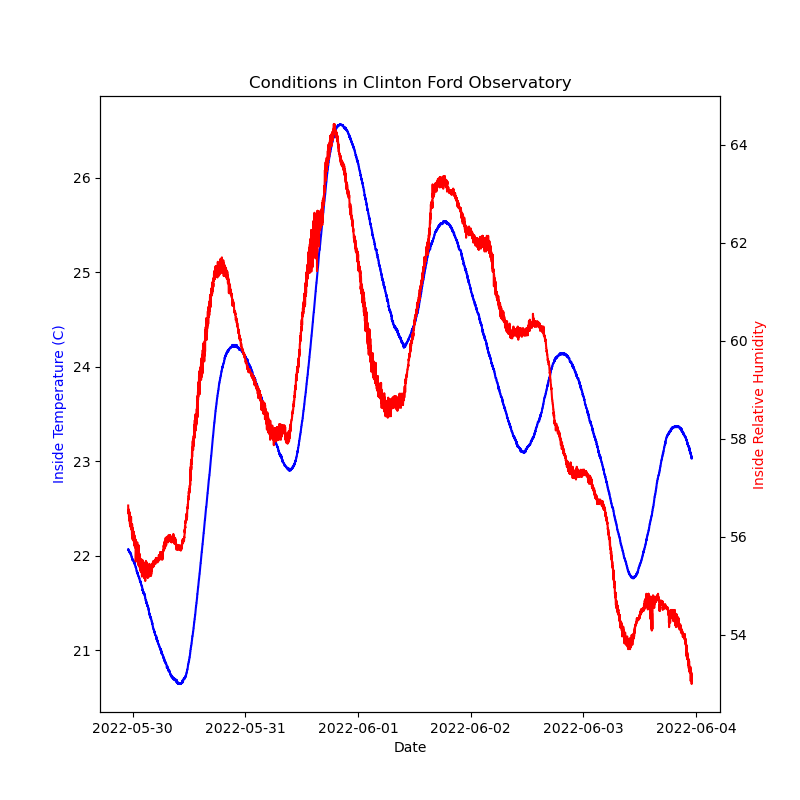 Conditions in Clinton Ford Observatory
Inside Temperature (C)
26
25
24
23
22
21
64
62
60
58
56
54
Inside Relative Humidity
2022-05-30 2022-05-31 2022-06-01 2022-06-02 2022-06-03 2022-06-04
Date